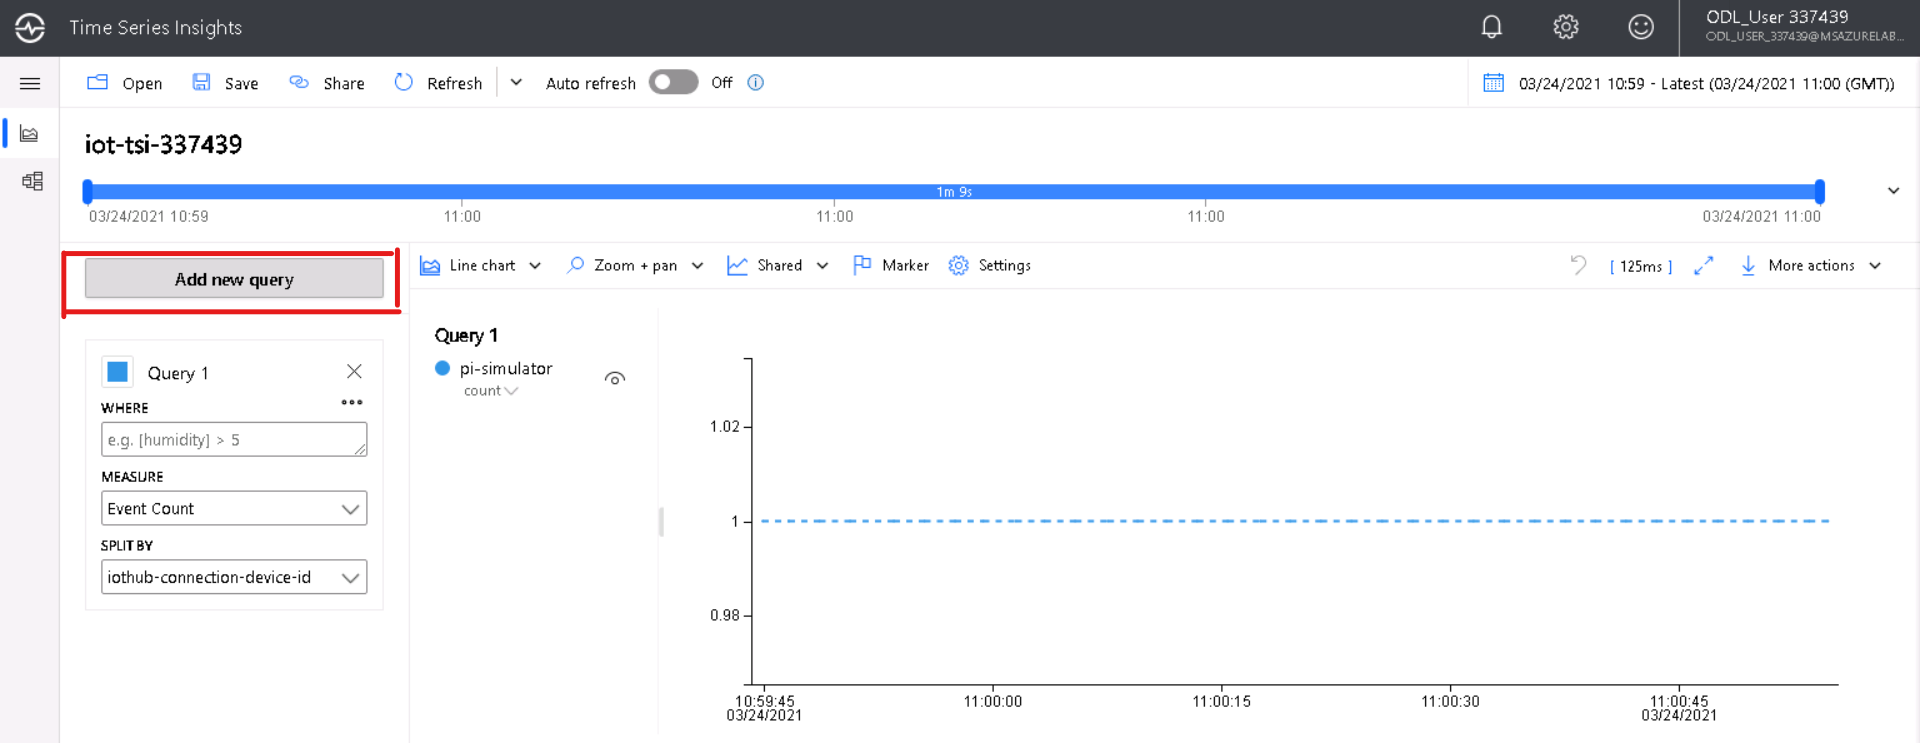 Time Series Insights
ODL_User 337439
ODL_USER_337439@MSAZURELAB...
Open Save Share Refresh Auto refresh Off
03/24/2021 10:59 - Latest (03/24/2021 11:00 (GMT))
iot-tsi-337439
1m 9s
03/24/2021 10:59 11:00 11:00 11:00 03/24/2021 11:00
Add new query
Line chart Zoom + pan Shared Marker Settings [ 125ms ] More actions
Query 1
WHERE
e.g. [humidity] > 5
MEASURE
Event Count
SPLIT BY
iothub-connection-device-id
Query 1
pi-simulator
count
1.02
1
0.98
10:59:45 11:00:00 11:00:15 11:00:30 11:00:45
03/24/2021 03/24/2021